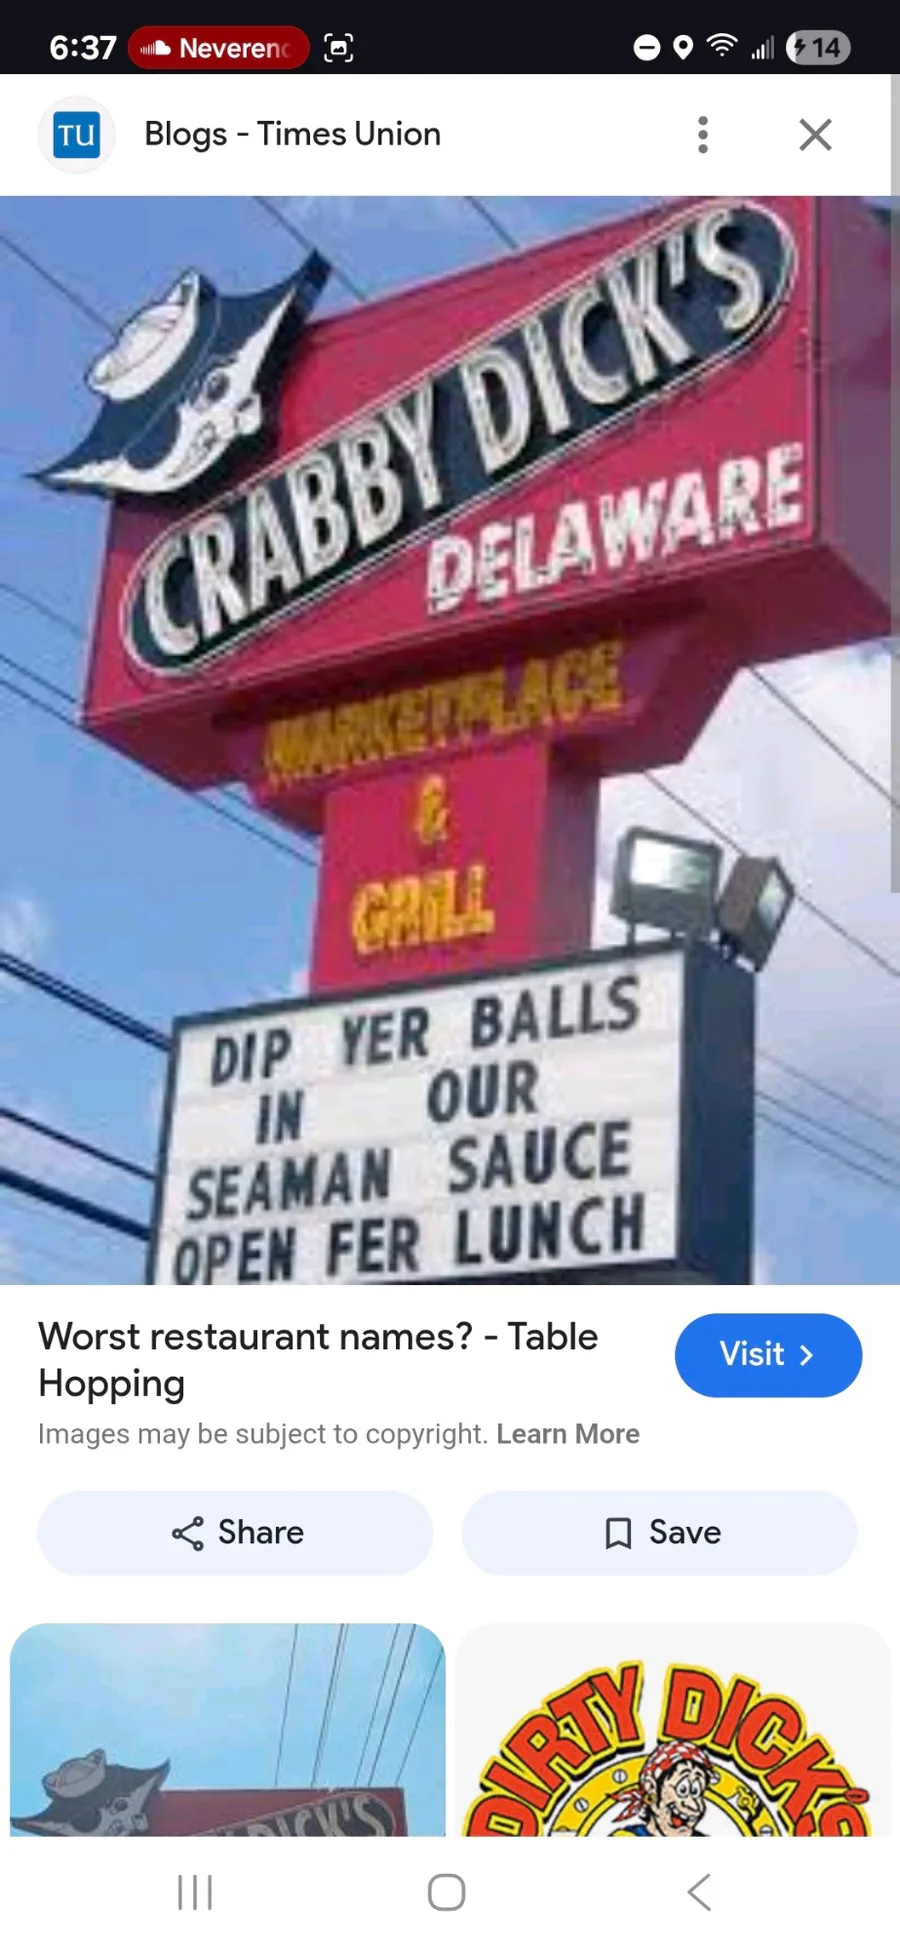 6:37
Neveren
14
TU
Blogs - Times Union
CRABBY DICK'S
DELAWARE
MARKETPLACE
&
GRILL
DIP YER BALLS
IN OUR
SEAMAN SAUCE
OPEN FER LUNCH
Worst restaurant names? - Table
Hopping
Visit
Images may be subject to copyright. Learn More
Share
Save
DICK'S
DIRTY DICK'S